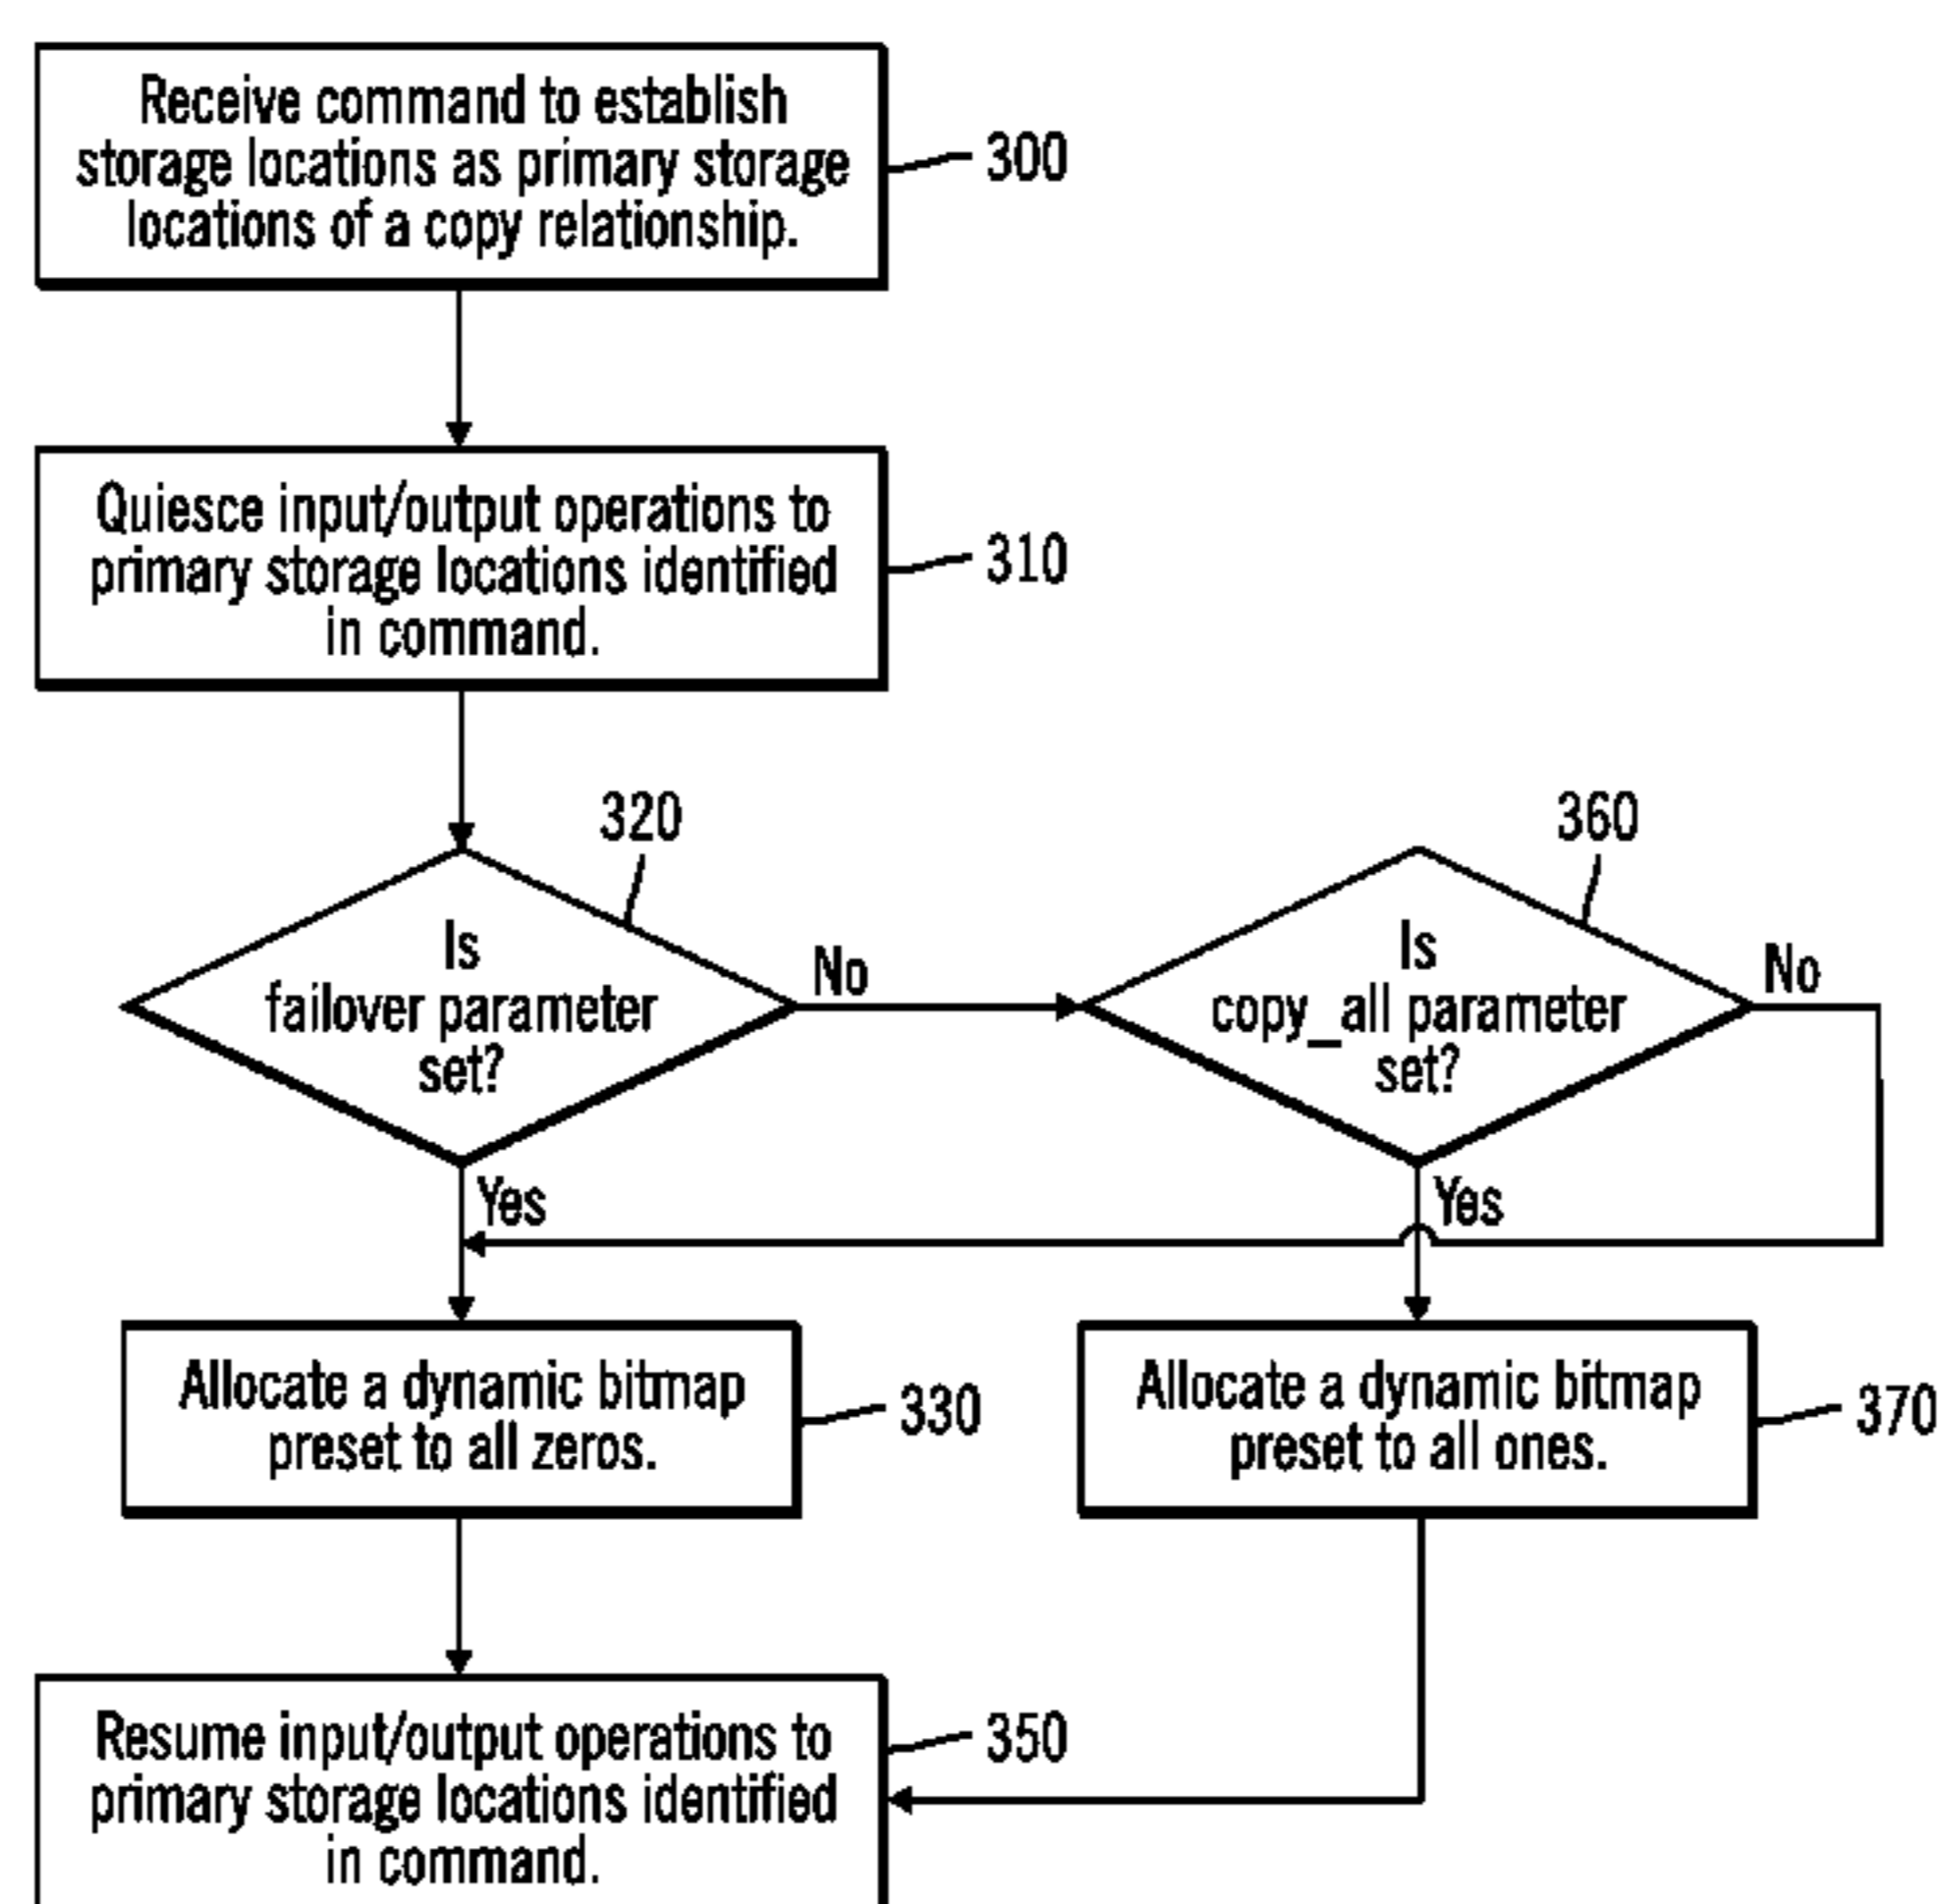 Receive command to establish
storage locations as primary storage
locations of a copy relationship.
300
Quiesce input/output operations to
primary storage locations identified
in command.
310
320
Is
failover parameter
set?
No
Yes
360
Is
copy_all parameter
set?
No
Yes
Allocate a dynamic bitmap
preset to all zeros.
330
Allocate a dynamic bitmap
preset to all ones.
370
Resume input/output operations to
primary storage locations identified
in command.
350